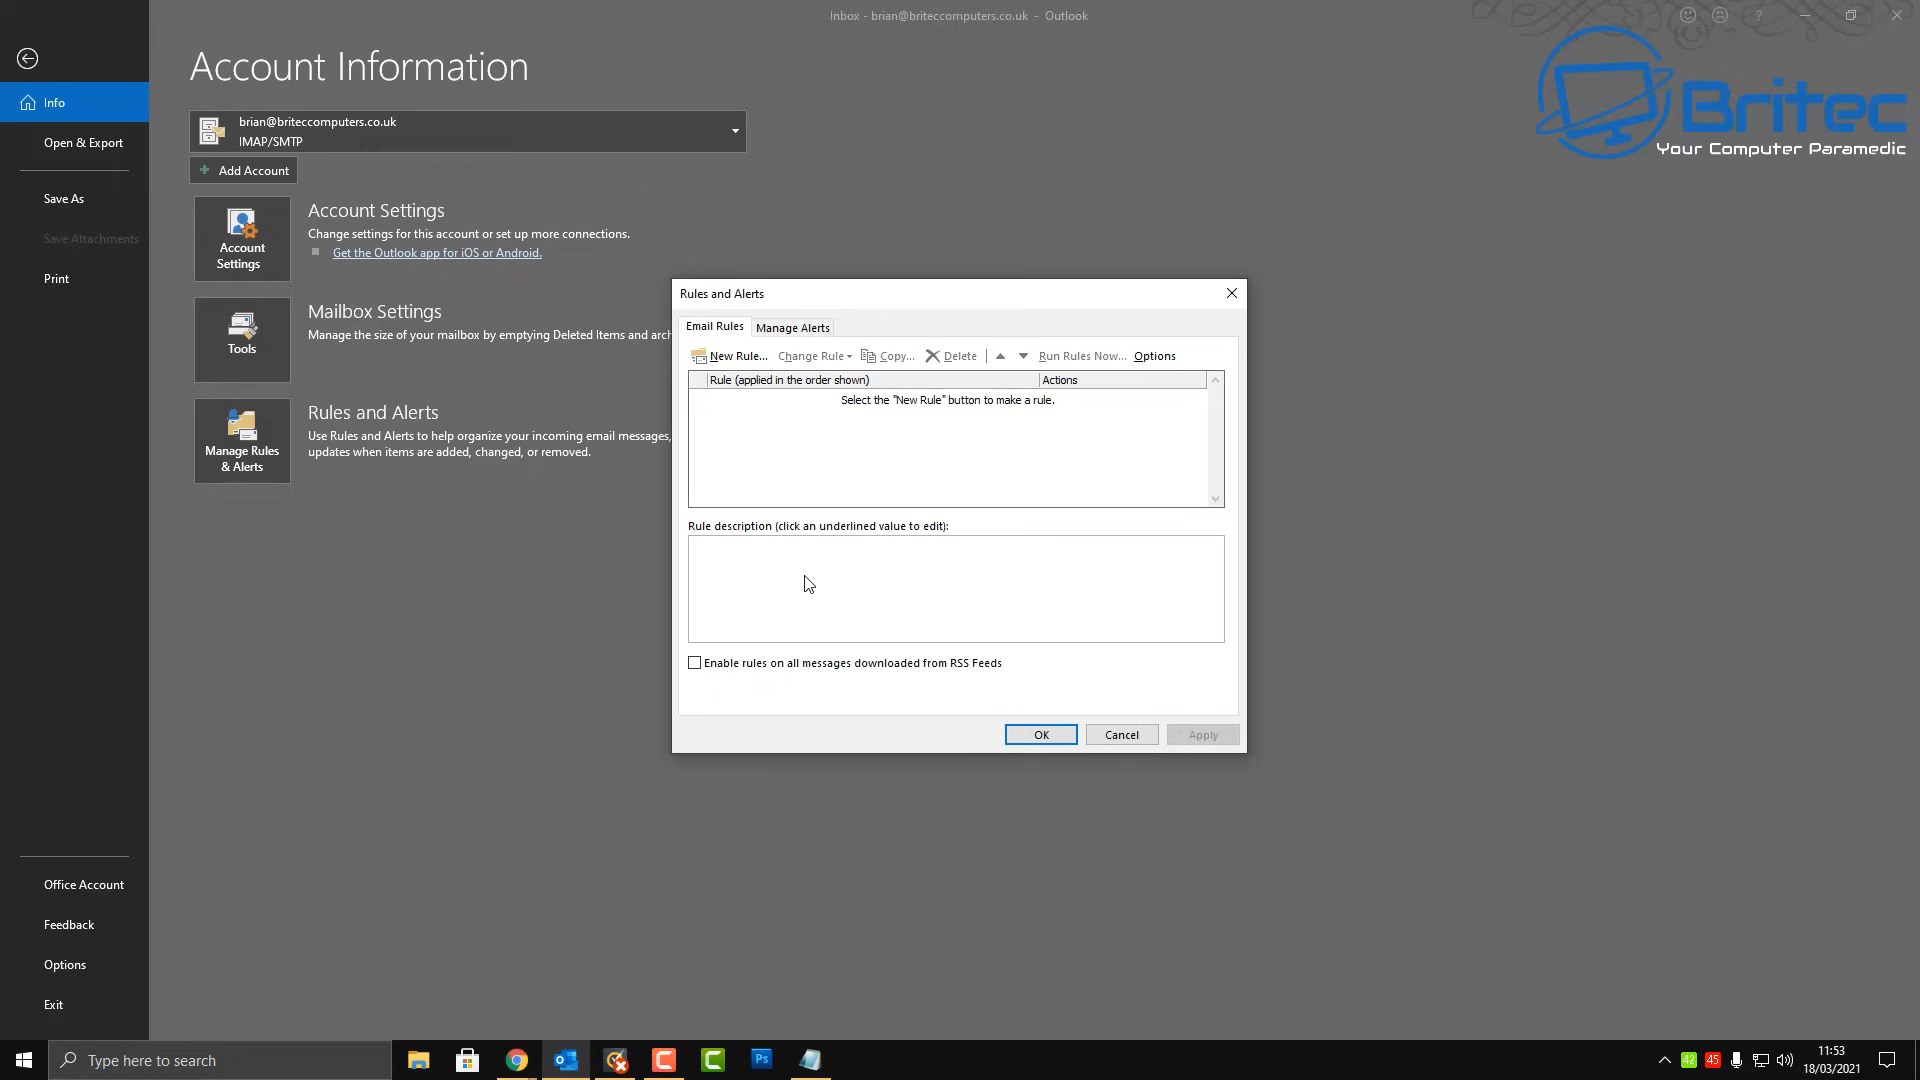 Inbox - brian@briteccomputers.co.uk - Outlook
?
Britec
Your Computer Paramedic
Info
Open & Export
Save As
Save Attachments
Print
Office Account
Feedback
Options
Exit
Account Information
brian@briteccomputers.co.uk
IMAP/SMTP
+ Add Account
Account
Settings
Account Settings
Change settings for this account or set up more connections.
Get the Outlook app for iOS or Android.
Tools
Mailbox Settings
Manage the size of your mailbox by emptying Deleted Items and arch
Manage Rules
& Alerts
Rules and Alerts
Use Rules and Alerts to help organize your incoming email messages,
updates when items are added, changed, or removed.
Rules and Alerts
Email Rules
Manage Alerts
New Rule... Change Rule Copy... Delete Run Rules Now... Options
Rule (applied in the order shown) Actions
Select the "New Rule" button to make a rule.
Rule description (click an underlined value to edit):
Enable rules on all messages downloaded from RSS Feeds
OK Cancel Apply
Type here to search
Ps
42
45
11:53
18/03/2021